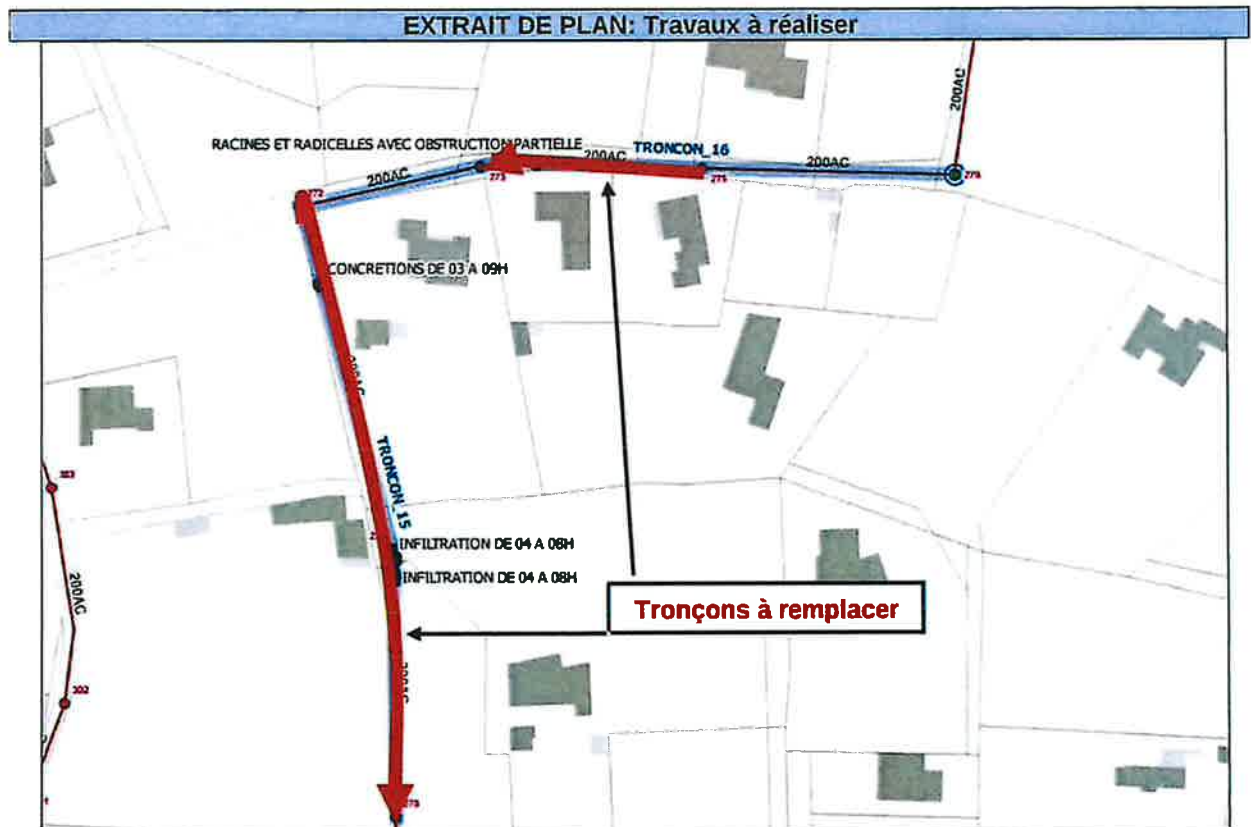 EXTRAIT DE PLAN: Travaux à réaliser
200AC
RACINES ET RADICELLES AVEC OBSTRUCTION PARTIELLE
TRONCON_16
200AC
200AC
200AC
272
273
275
276
CONCRETIONS DE 03 A 09H
200AC
TRONCON_15
303
INFILTRATION DE 04 A 08H
INFILTRATION DE 04 A 08H
200AC
Tronçons à remplacer
200AC
302